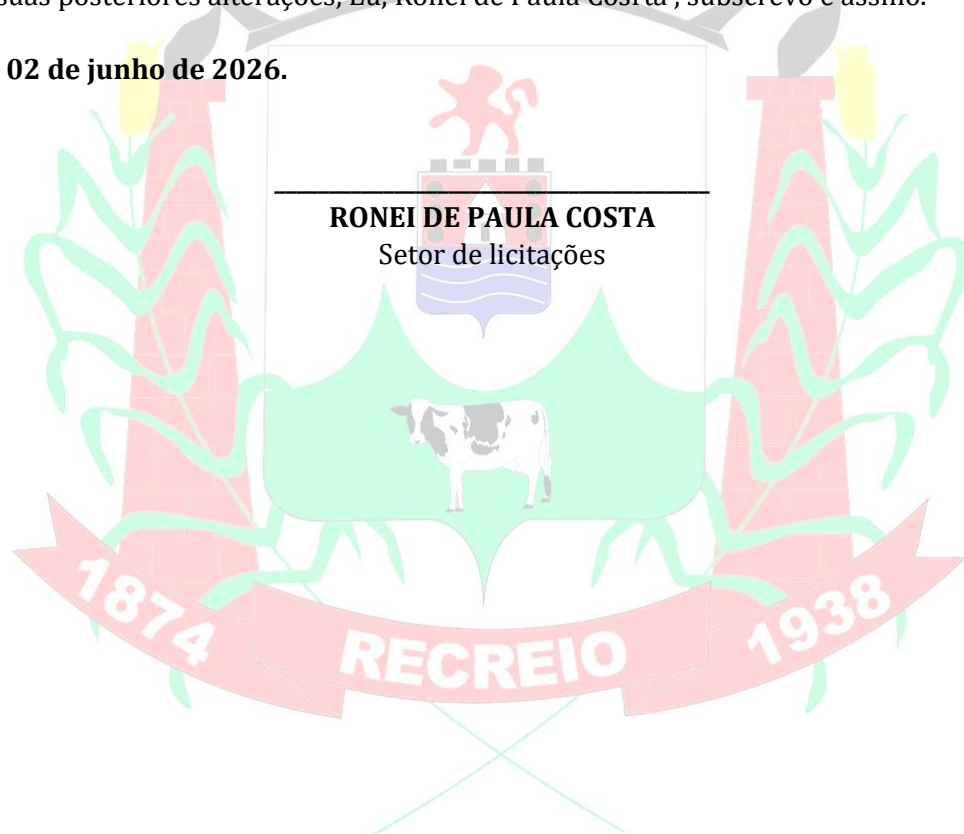 suas posteriores alterações, Eu, Ronei de Paula Cosrta , subscrevo e assino.
02 de junho de 2026.
RONEI DE PAULA COSTA
Setor de licitações
1874
RECREIO
1938